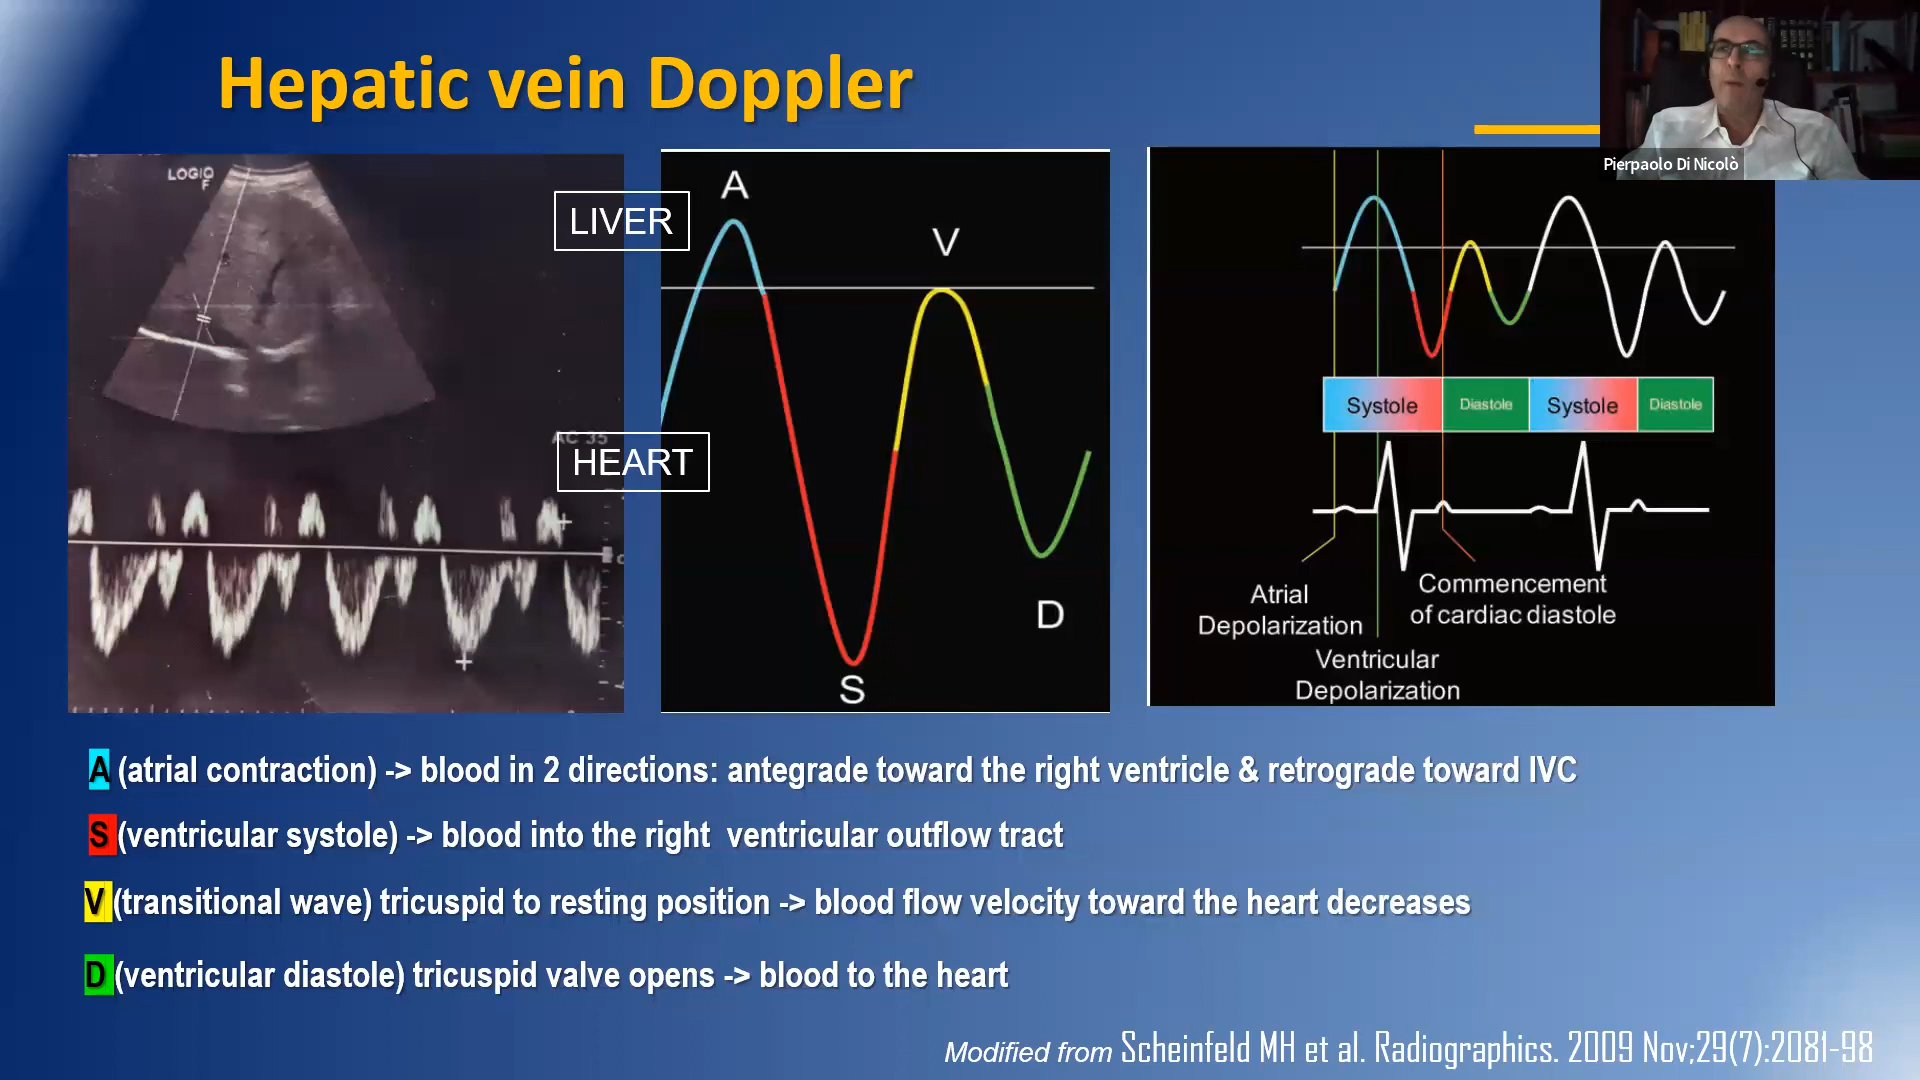 Hepatic vein Doppler
Pierpaolo Di Nicolò
LOGIQ
F
LIVER
AC 35
HEART
A
V
S
D
Systole
Diastole
Systole
Diastole
Atrial
Depolarization
Commencement
of cardiac diastole
Ventricular
Depolarization
A (atrial contraction) -> blood in 2 directions: antegrade toward the right ventricle & retrograde toward IVC
S (ventricular systole) -> blood into the right ventricular outflow tract
V (transitional wave) tricuspid to resting position -> blood flow velocity toward the heart decreases
D (ventricular diastole) tricuspid valve opens -> blood to the heart
Modified from Scheinfeld MH et al. Radiographics. 2009 Nov;29(7):2081-98